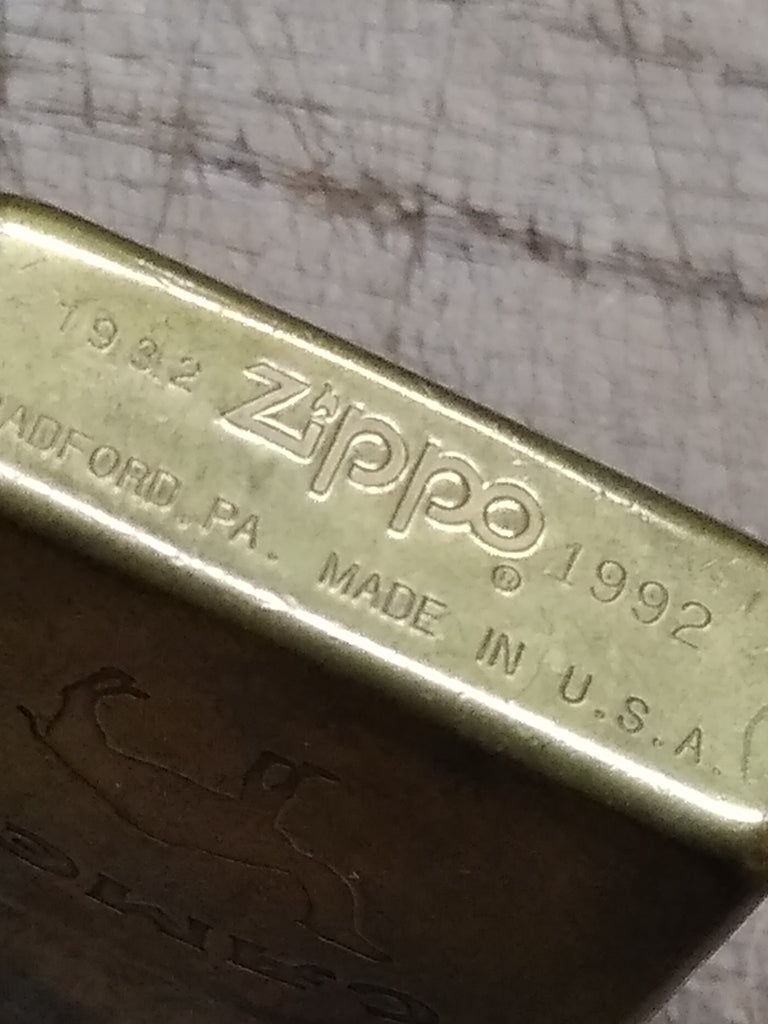 1932 Zippo ® 1992
ADFORD, PA. MADE IN U.S.A.